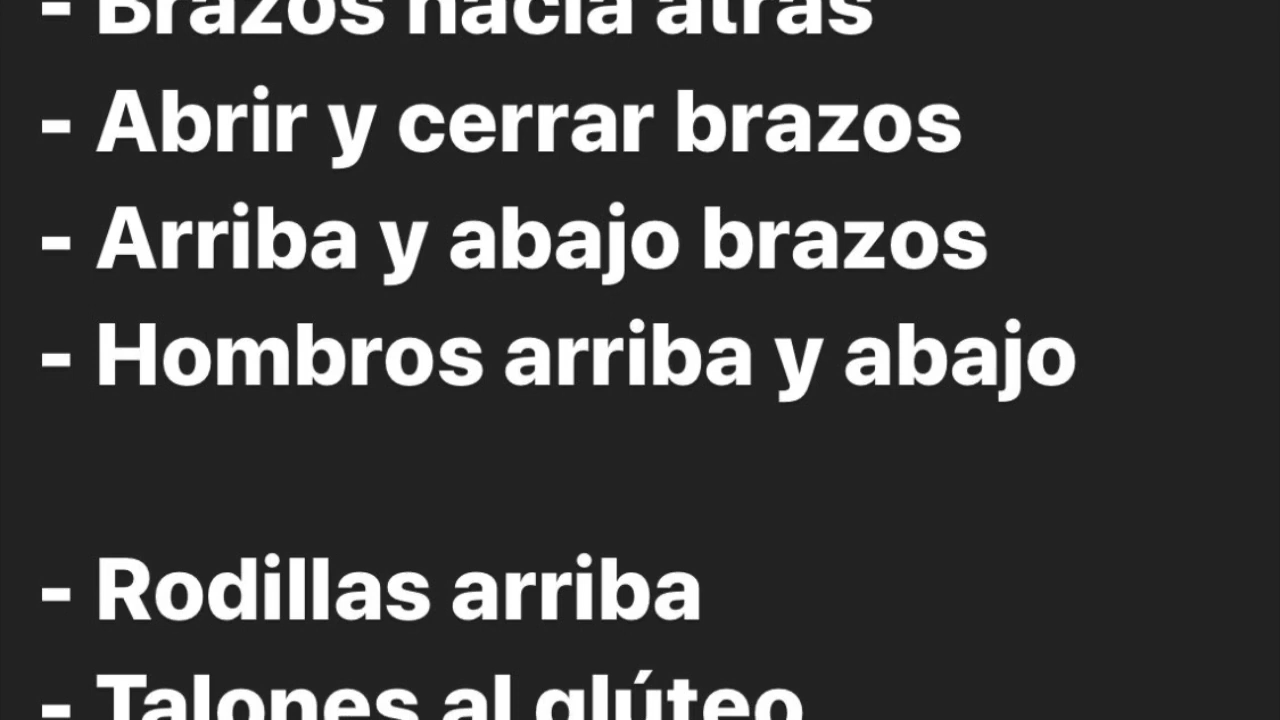 - Brazos hacia atrás
- Abrir y cerrar brazos
- Arriba y abajo brazos
- Hombros arriba y abajo
- Rodillas arriba
- Talones al glúteo